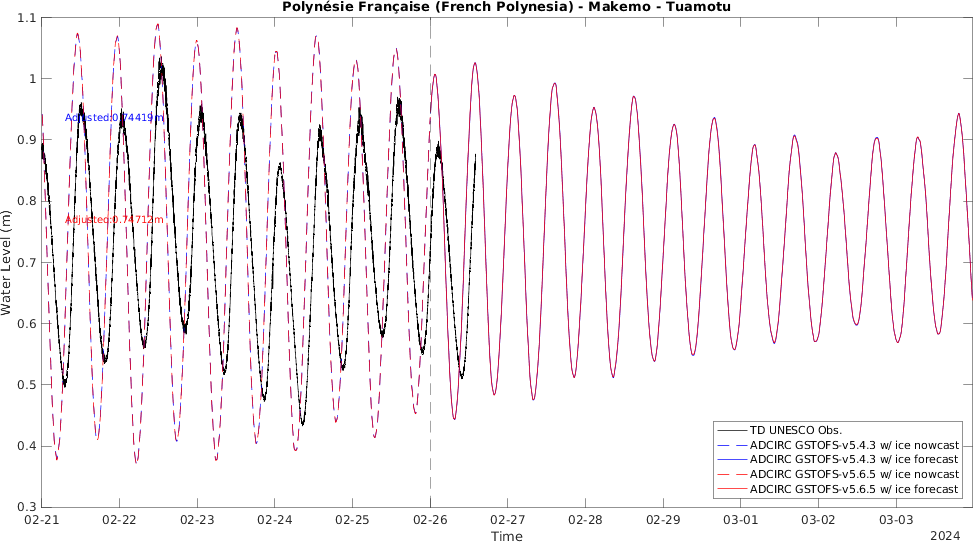 Polynésie Française (French Polynesia) - Makemo - Tuamotu
1.1
1
0.9
0.8
0.7
0.6
0.5
0.4
0.3
Water Level (m)
Adjusted:0.74419m
Adjusted:0.74712m
TD UNESCO Obs.
ADCIRC GSTOFS-v5.4.3 w/ ice nowcast
ADCIRC GSTOFS-v5.4.3 w/ ice forecast
ADCIRC GSTOFS-v5.6.5 w/ ice nowcast
ADCIRC GSTOFS-v5.6.5 w/ ice forecast
02-21 02-22 02-23 02-24 02-25 02-26 02-27 02-28 02-29 03-01 03-02 03-03
Time
2024